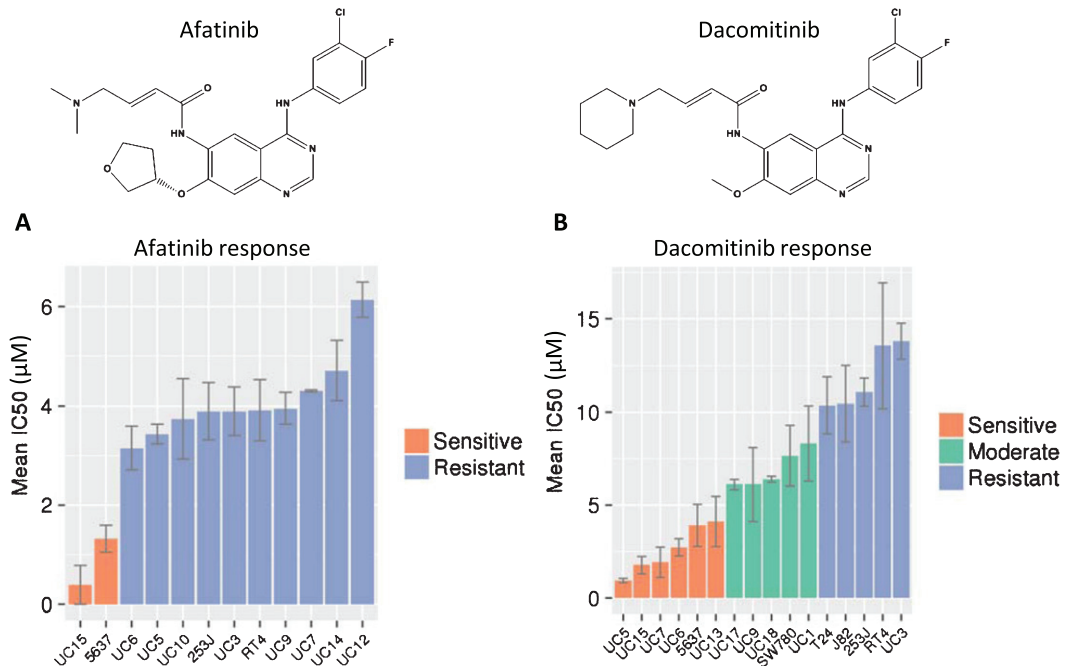 Afatinib
Dacomitinib
Cl
F
N
O
HN
HN
N
N
O
O
Cl
F
N
O
HN
HN
N
N
O
A
Afatinib response
Mean IC50 (µM)
6
4
2
0
UC15
5637
UC6
UC5
UC10
253J
UC3
RT4
UC9
UC7
UC14
UC12
Sensitive
Resistant
B
Dacomitinib response
Mean IC50 (µM)
15
10
5
0
UC5
UC15
UC7
UC6
5637
UC13
UC17
UC9
UC18
SW780
UC1
T24
J82
253J
RT4
UC3
Sensitive
Moderate
Resistant